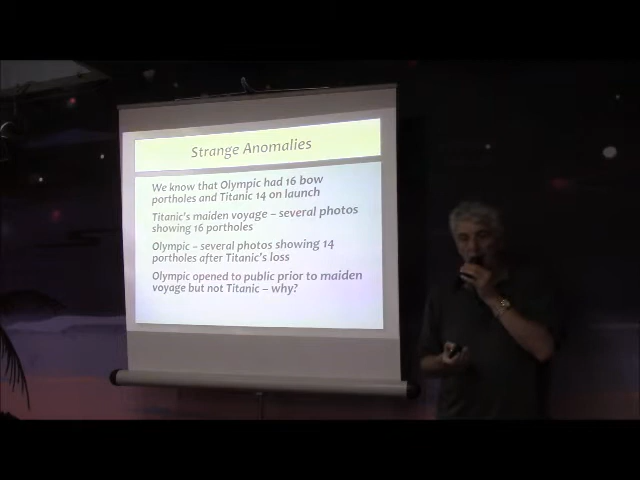 Strange Anomalies
We know that Olympic had 16 bow
portholes and Titanic 14 on launch
Titanic's maiden voyage – several photos
showing 16 portholes
Olympic – several photos showing 14
portholes after Titanic's loss
Olympic opened to public prior to maiden
voyage but not Titanic – why?